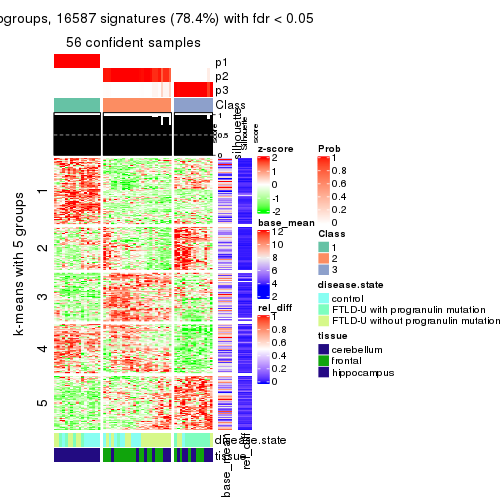 ogroups, 16587 signatures (78.4%) with fdr < 0.05
56 confident samples
p1
p2
p3
Class
1
0.5
0
silhouette
score
Silhouette
score
k-means with 5 groups
1
2
3
4
5
disease.state
tissue
base_mean
rel_diff
z-score
2
1
0
-1
-2
base_mean
12
10
8
6
4
2
rel_diff
1
0.8
0.6
0.4
0.2
0
Prob
1
0.8
0.6
0.4
0.2
0
Class
1
2
3
disease.state
control
FTLD-U with progranulin mutation
FTLD-U without progranulin mutation
tissue
cerebellum
frontal
hippocampus